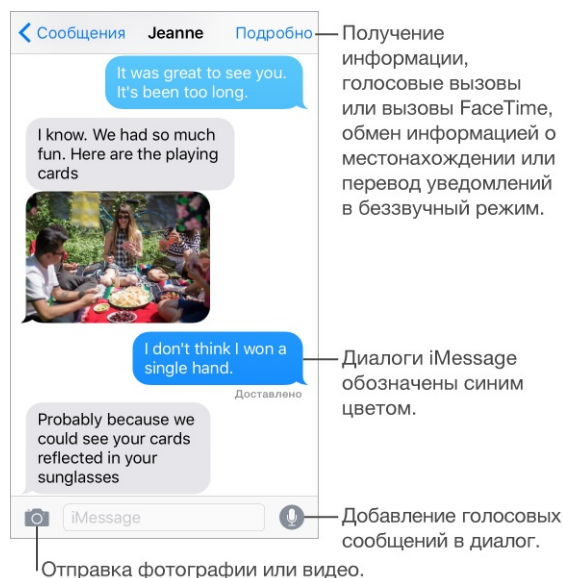 Сообщения Jeanne Подробно
It was great to see you.
It's been too long.
I know. We had so much
fun. Here are the playing
cards
I don't think I won a
single hand.
Доставлено
Probably because we
could see your cards
reflected in your
sunglasses
iMessage
Получение
информации,
голосовые вызовы
или вызовы FaceTime,
обмен информацией о
местонахождении или
перевод уведомлений
в беззвучный режим.
Диалоги iMessage
обозначены синим
цветом.
Добавление голосовых
сообщений в диалог.
Отправка фотографии или видео.